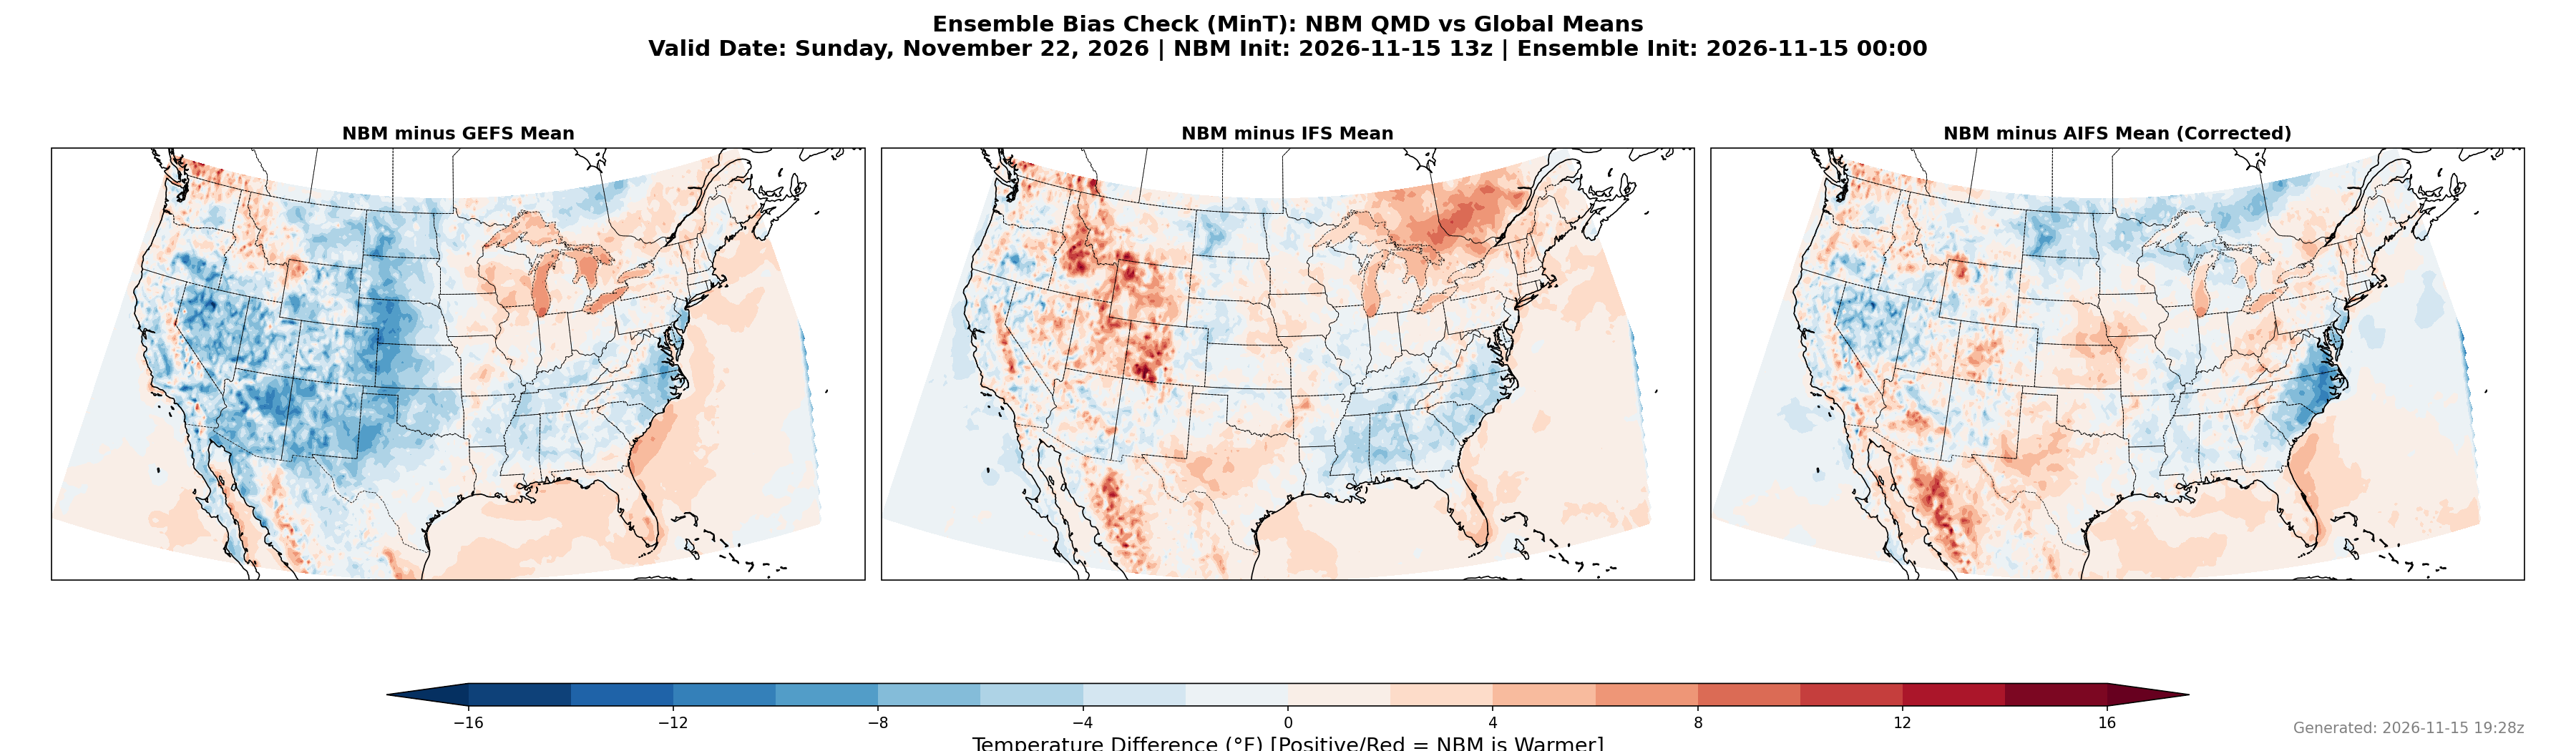 Ensemble Bias Check (MinT): NBM QMD vs Global Means
Valid Date: Sunday, November 22, 2026 | NBM Init: 2026-11-15 13z | Ensemble Init: 2026-11-15 00:00
NBM minus GEFS Mean
NBM minus IFS Mean
NBM minus AIFS Mean (Corrected)
−16 −12 −8 −4 0 4 8 12 16
Temperature Difference (°F) [Positive/Red = NBM is Warmer]
Generated: 2026-11-15 19:28z